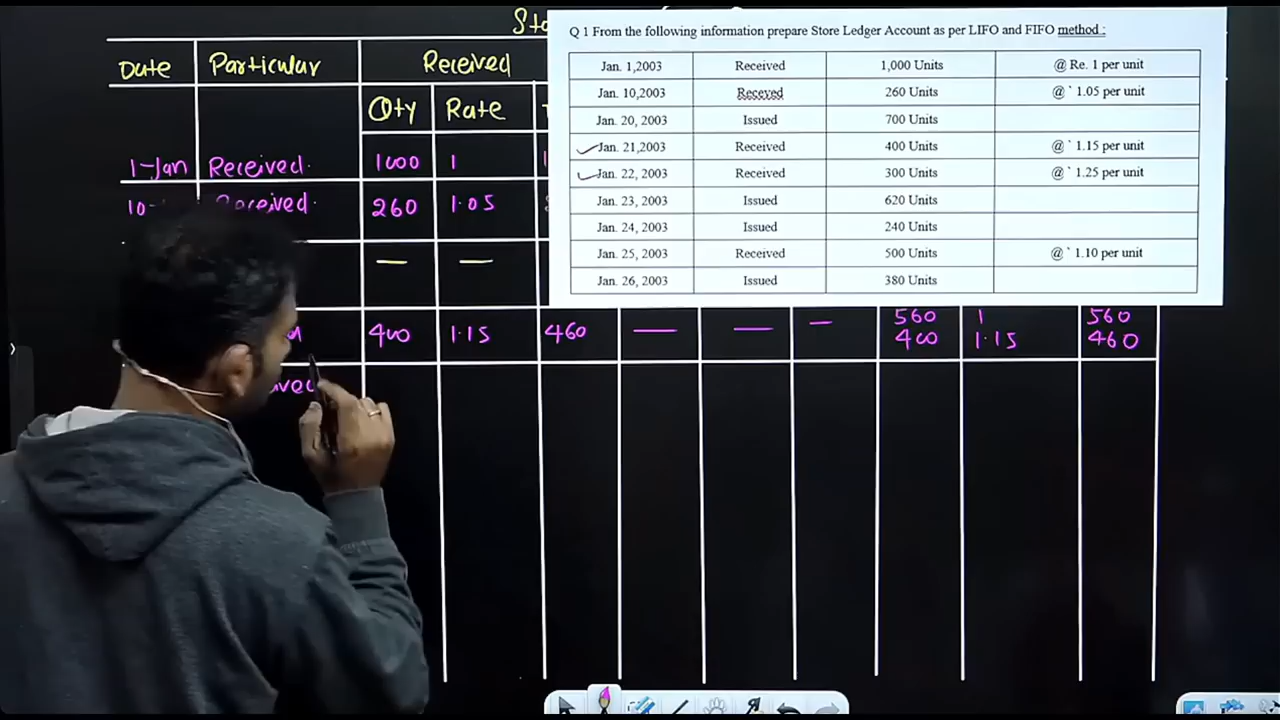 Sto
Q 1 From the following information prepare Store Ledger Account as per LIFO and FIFO method :
Jan. 1,2003 Received 1,000 Units @ Re. 1 per unit
Jan. 10,2003 Receved 260 Units @ ` 1.05 per unit
Jan. 20, 2003 Issued 700 Units
Jan. 21,2003 Received 400 Units @ ` 1.15 per unit
Jan. 22, 2003 Received 300 Units @ ` 1.25 per unit
Jan. 23, 2003 Issued 620 Units
Jan. 24, 2003 Issued 240 Units
Jan. 25, 2003 Received 500 Units @ ` 1.10 per unit
Jan. 26, 2003 Issued 380 Units
Date Particular Received
Qty Rate
1-Jan Received. 1000 1
10- Received. 260 1.05
— —
560 1 560
400 1.15 460 — — — 400 1.15 460